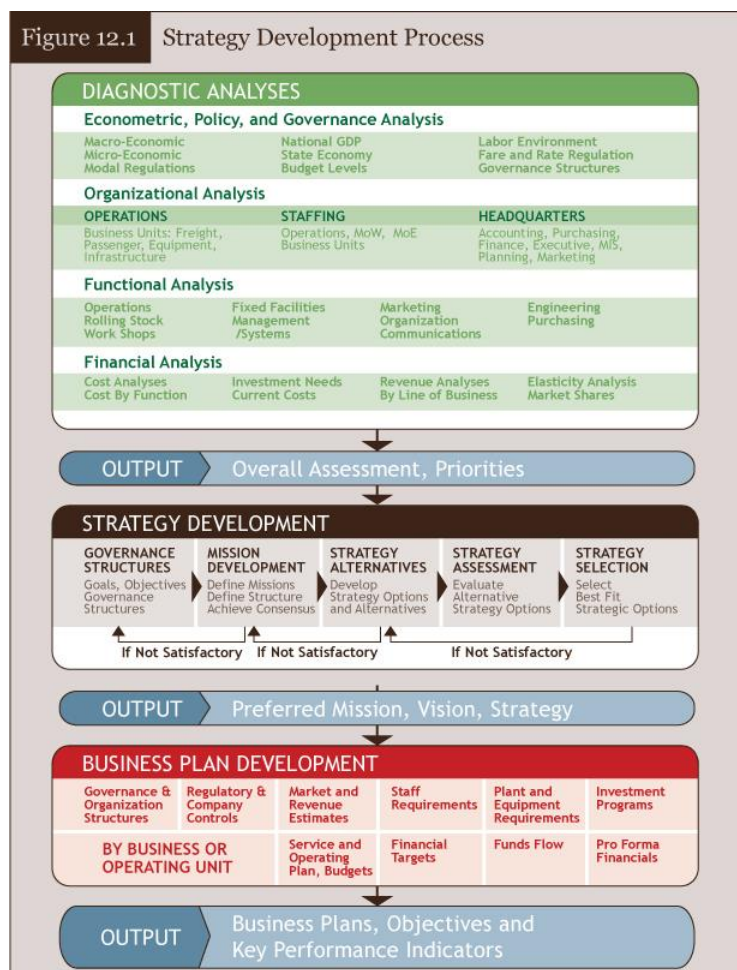 Figure 12.1 Strategy Development Process
DIAGNOSTIC ANALYSES
Econometric, Policy, and Governance Analysis
Macro-Economic
Micro-Economic
Modal Regulations
National GDP
State Economy
Budget Levels
Labor Environment
Fare and Rate Regulation
Governance Structures
Organizational Analysis
OPERATIONS
Business Units: Freight,
Passenger, Equipment,
Infrastructure
STAFFING
Operations, MoW, MoE
Business Units
HEADQUARTERS
Accounting, Purchasing,
Finance, Executive, MIS,
Planning, Marketing
Functional Analysis
Operations
Rolling Stock
Work Shops
Fixed Facilities
Management
/Systems
Marketing
Organization
Communications
Engineering
Purchasing
Financial Analysis
Cost Analyses
Cost By Function
Investment Needs
Current Costs
Revenue Analyses
By Line of Business
Elasticity Analysis
Market Shares
OUTPUT Overall Assessment, Priorities
STRATEGY DEVELOPMENT
GOVERNANCE
STRUCTURES
Goals, Objectives
Governance
Structures
MISSION
DEVELOPMENT
Define Missions
Define Structure
Achieve Consensus
STRATEGY
ALTERNATIVES
Develop
Strategy Options
and Alternatives
STRATEGY
ASSESSMENT
Evaluate
Alternative
Strategy Options
STRATEGY
SELECTION
Select
Best Fit
Strategic Options
If Not Satisfactory
If Not Satisfactory
If Not Satisfactory
OUTPUT Preferred Mission, Vision, Strategy
BUSINESS PLAN DEVELOPMENT
Governance &
Organization
Structures
Regulatory &
Company
Controls
Market and
Revenue
Estimates
Staff
Requirements
Plant and
Equipment
Requirements
Investment
Programs
BY BUSINESS OR
OPERATING UNIT
Service and
Operating
Plan, Budgets
Financial
Targets
Funds Flow
Pro Forma
Financials
OUTPUT
Business Plans, Objectives and
Key Performance Indicators